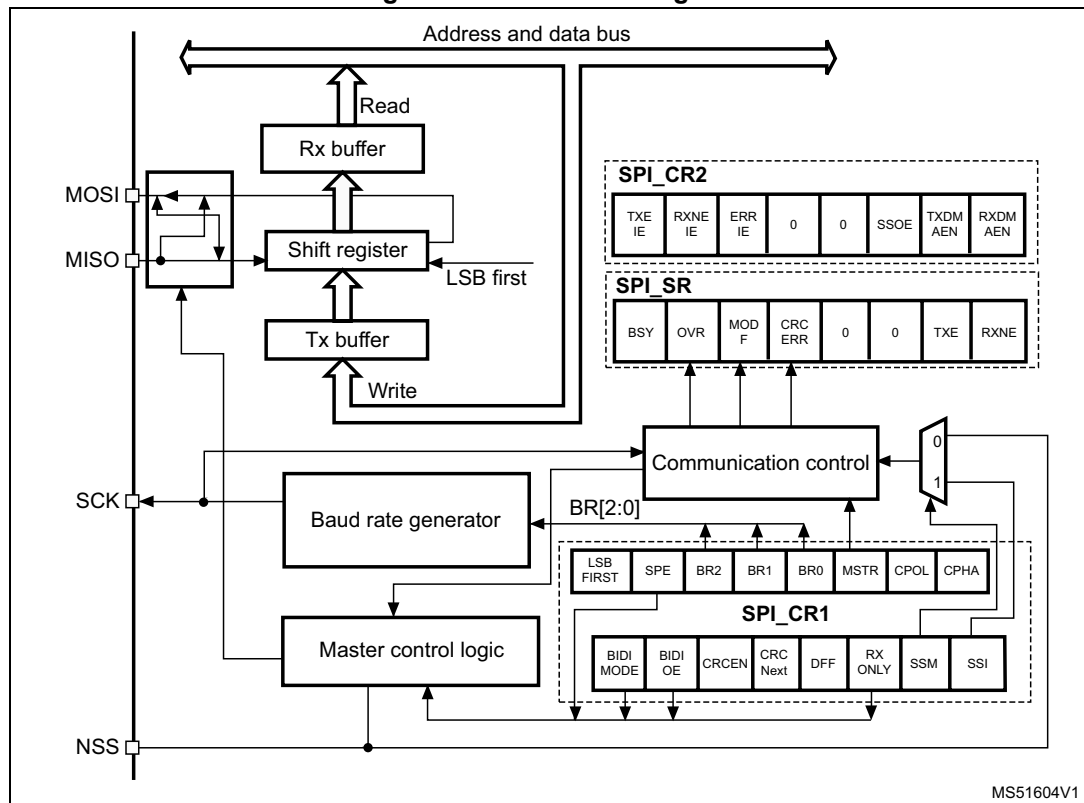 Address and data bus
Read
Rx buffer
MOSI
MISO
Shift register
LSB first
Tx buffer
Write
SPI_CR2
TXE
IE
RXNE
IE
ERR
IE
0
0
SSOE
TXDM
AEN
RXDM
AEN
SPI_SR
BSY
OVR
MOD
F
CRC
ERR
0
0
TXE
RXNE
Communication control
0
1
SCK
Baud rate generator
BR[2:0]
LSB
FIRST
SPE
BR2
BR1
BR0
MSTR
CPOL
CPHA
SPI_CR1
Master control logic
BIDI
MODE
BIDI
OE
CRCEN
CRC
Next
DFF
RX
ONLY
SSM
SSI
NSS
MS51604V1